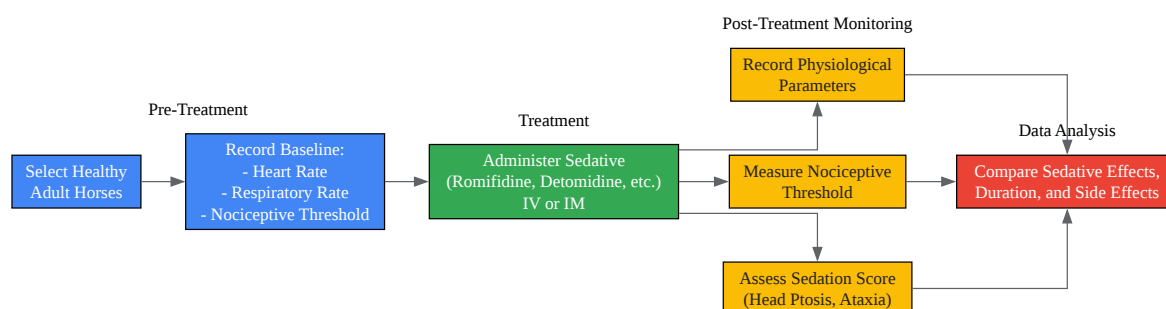 Post-Treatment Monitoring
Record Physiological
Parameters
Pre-Treatment
Treatment
Data Analysis
Select Healthy
Adult Horses
Record Baseline:
- Heart Rate
- Respiratory Rate
- Nociceptive Threshold
Administer Sedative
(Romifidine, Detomidine, etc.)
IV or IM
Measure Nociceptive
Threshold
Compare Sedative Effects,
Duration, and Side Effects
Assess Sedation Score
(Head Ptosis, Ataxia)